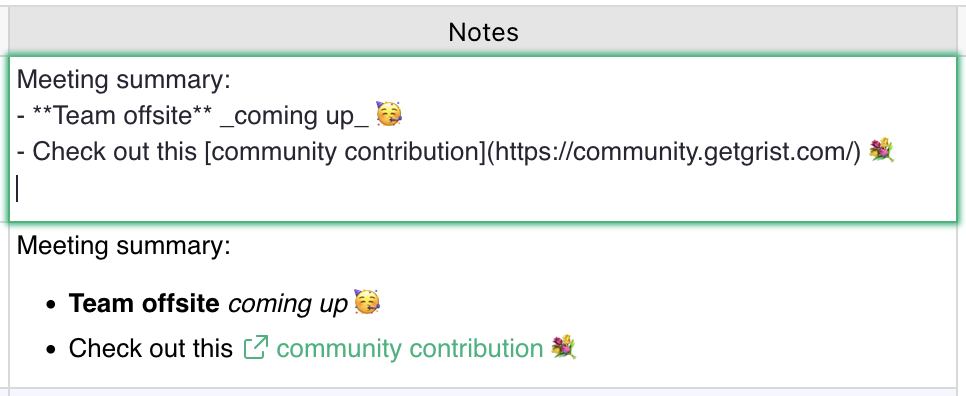 Notes
Meeting summary:
- **Team offsite** _coming up_ 🥳
- Check out this [community contribution](https://community.getgrist.com/) 💐
Meeting summary:
• Team offsite coming up 🥳
• Check out this community contribution 💐